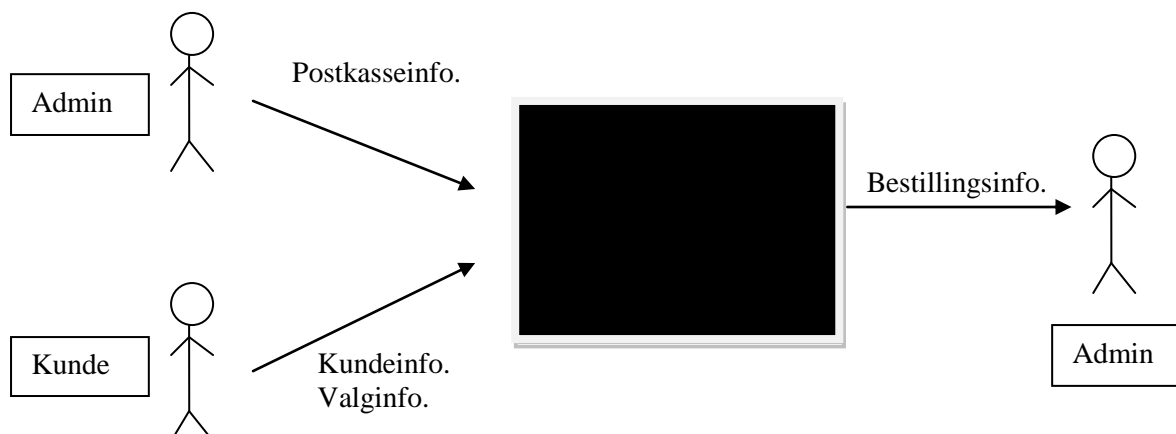 Admin
Postkasseinfo.
Bestillingsinfo.
Kunde
Kundeinfo.
Valginfo.
Admin